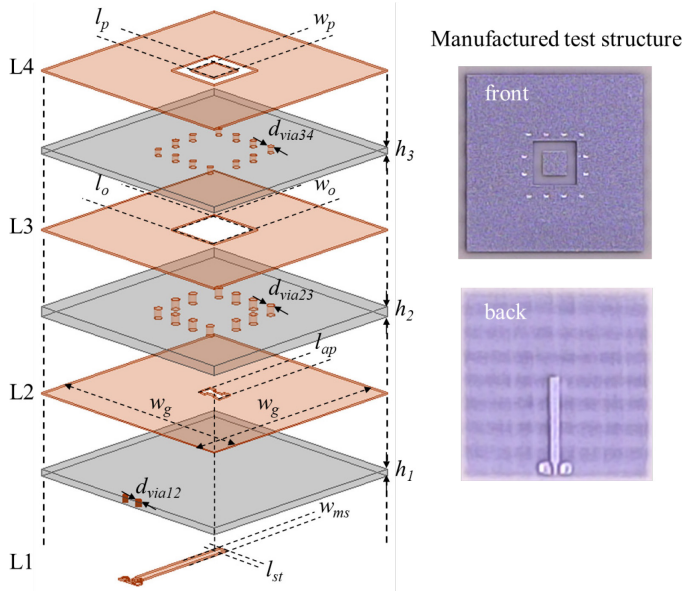 l_p
w_p
Manufactured test structure
L4
front
d_via34
h_3
l_o
w_o
L3
d_via23
back
h_2
l_ap
L2
w_g
w_g
h_1
d_via12
w_ms
L1
l_st